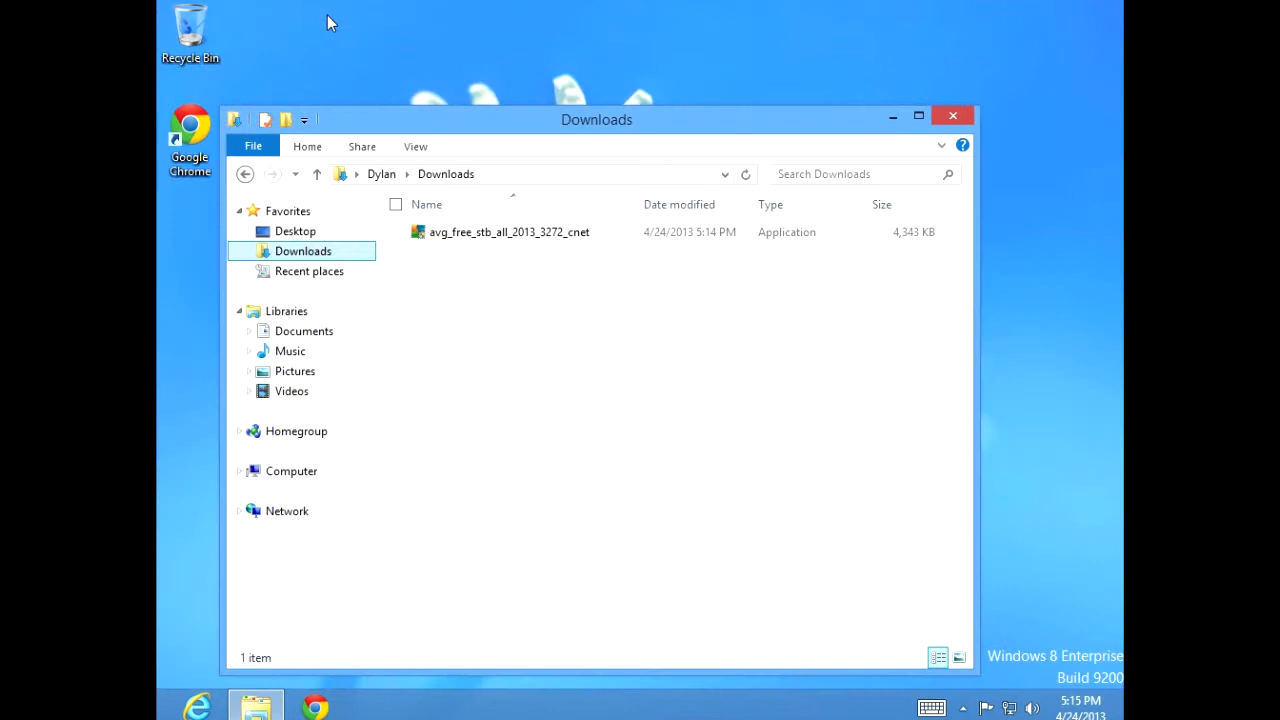 Recycle Bin
Google
Chrome
Downloads
File Home Share View
Dylan Downloads Search Downloads
Name Date modified Type Size
avg_free_stb_all_2013_3272_cnet 4/24/2013 5:14 PM Application 4,343 KB
Favorites
Desktop
Downloads
Recent places
Libraries
Documents
Music
Pictures
Videos
Homegroup
Computer
Network
1 item
Windows 8 Enterprise
Build 9200
5:15 PM
4/24/2013